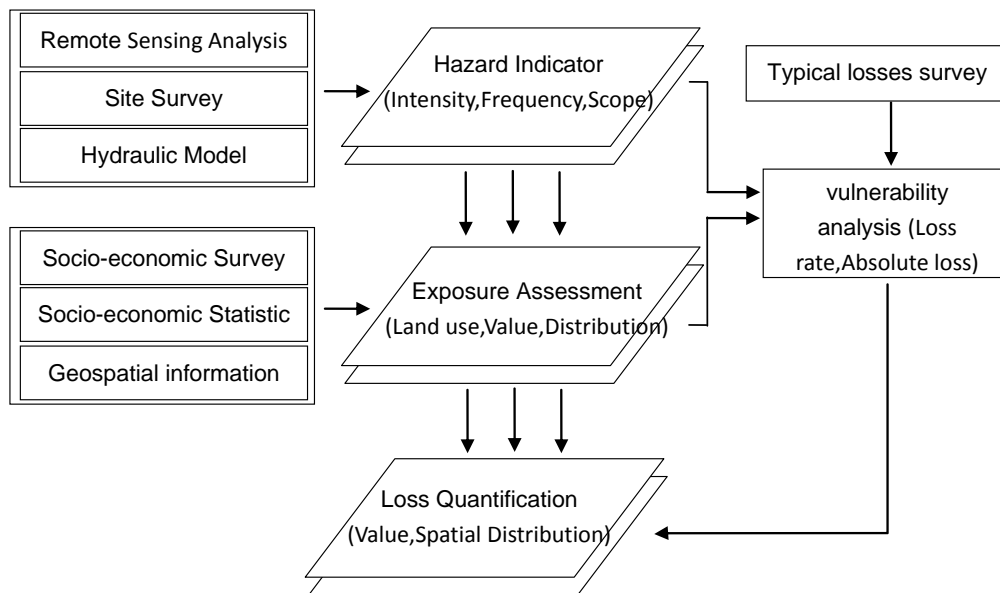 Remote Sensing Analysis
Site Survey
Hydraulic Model
Hazard Indicator
(Intensity,Frequency,Scope)
Typical losses survey
vulnerability
analysis (Loss
rate,Absolute loss)
Socio-economic Survey
Socio-economic Statistic
Geospatial information
Exposure Assessment
(Land use,Value,Distribution)
Loss Quantification
(Value,Spatial Distribution)